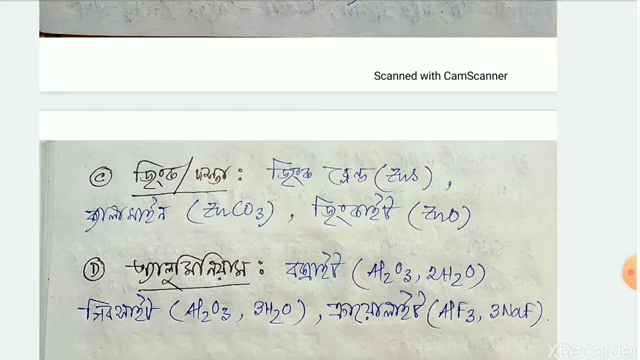 Scanned with CamScanner
Ⓒ জিংক/দস্তা: জিংক ব্লেন্ড (ZnS),
ক্যালামাইন (ZnCO3), জিংকাইট (ZnO)
Ⓓ অ্যালুমিনিয়াম: বক্সাইট (Al2O3, 2H2O)
গিবসাইট (Al2O3, 3H2O), ক্রায়োলাইট (AlF3, 3NaF).
XRecorder